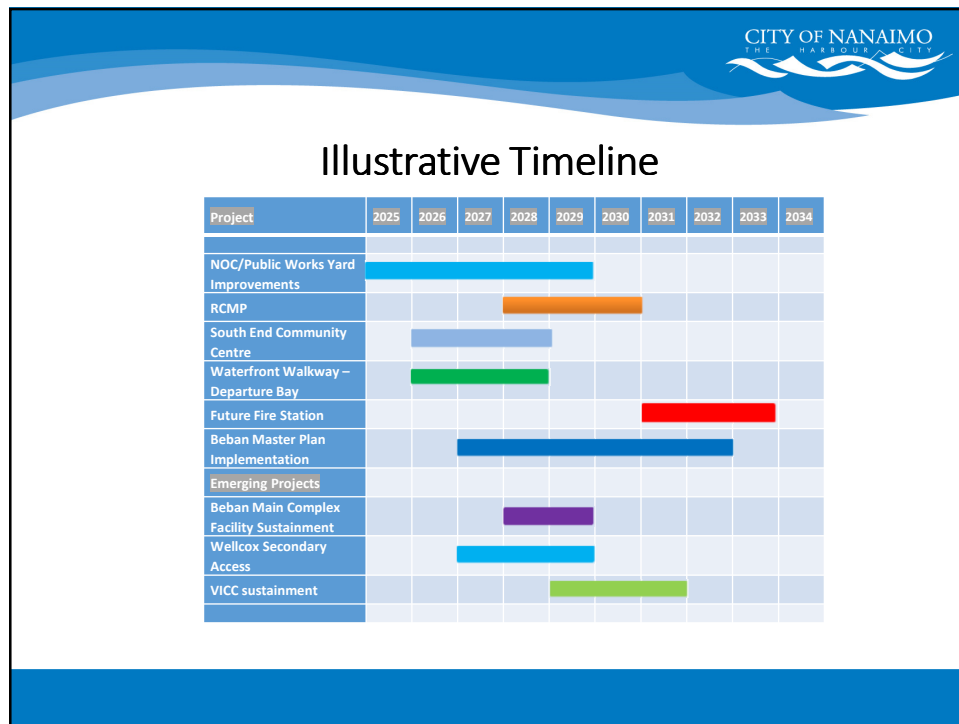 CITY OF NANAIMO
THE HARBOUR CITY
Illustrative Timeline
Project 2025 2026 2027 2028 2029 2030 2031 2032 2033 2034
NOC/Public Works Yard
Improvements
RCMP
South End Community
Centre
Waterfront Walkway –
Departure Bay
Future Fire Station
Beban Master Plan
Implementation
Emerging Projects
Beban Main Complex
Facility Sustainment
Wellcox Secondary
Access
VICC sustainment